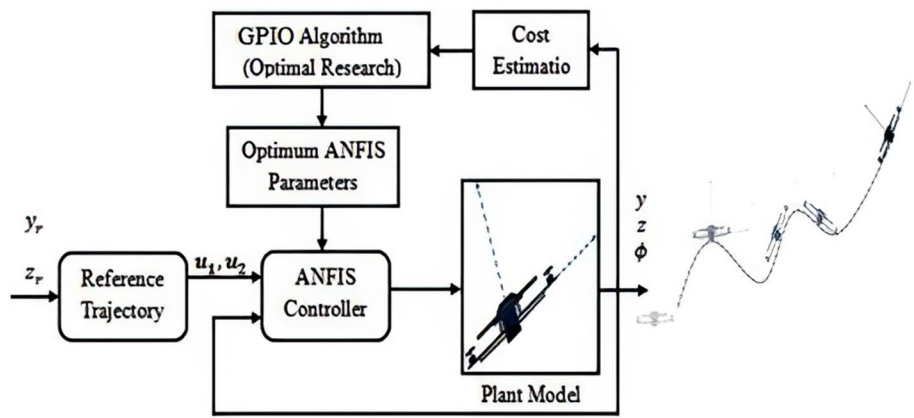 GPIO Algorithm
(Optimal Research)
Cost
Estimatio
Optimum ANFIS
Parameters
y_r
z_r
Reference
Trajectory
u_1, u_2
ANFIS
Controller
Plant Model
y
z
ϕ